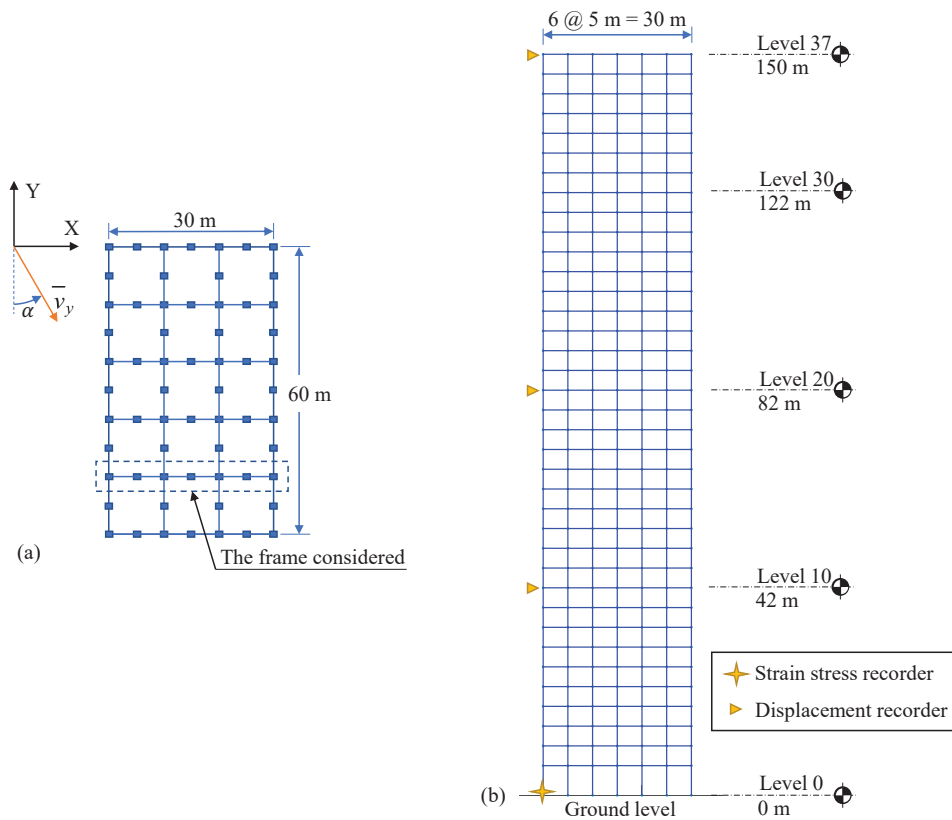 Y
X
α
v̄_y
30 m
60 m
The frame considered
(a)
6 @ 5 m = 30 m
Level 37
150 m
Level 30
122 m
Level 20
82 m
Level 10
42 m
Strain stress recorder
Displacement recorder
Level 0
0 m
Ground level
(b)